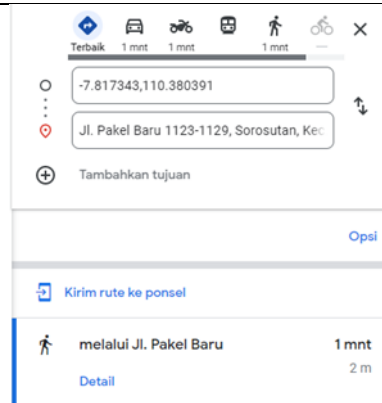 Terbaik 1 mnt 1 mnt 1 mnt —
-7.817343,110.380391
Jl. Pakel Baru 1123-1129, Sorosutan, Kec
Tambahkan tujuan
Opsi
Kirim rute ke ponsel
melalui Jl. Pakel Baru 1 mnt
2 m
Detail